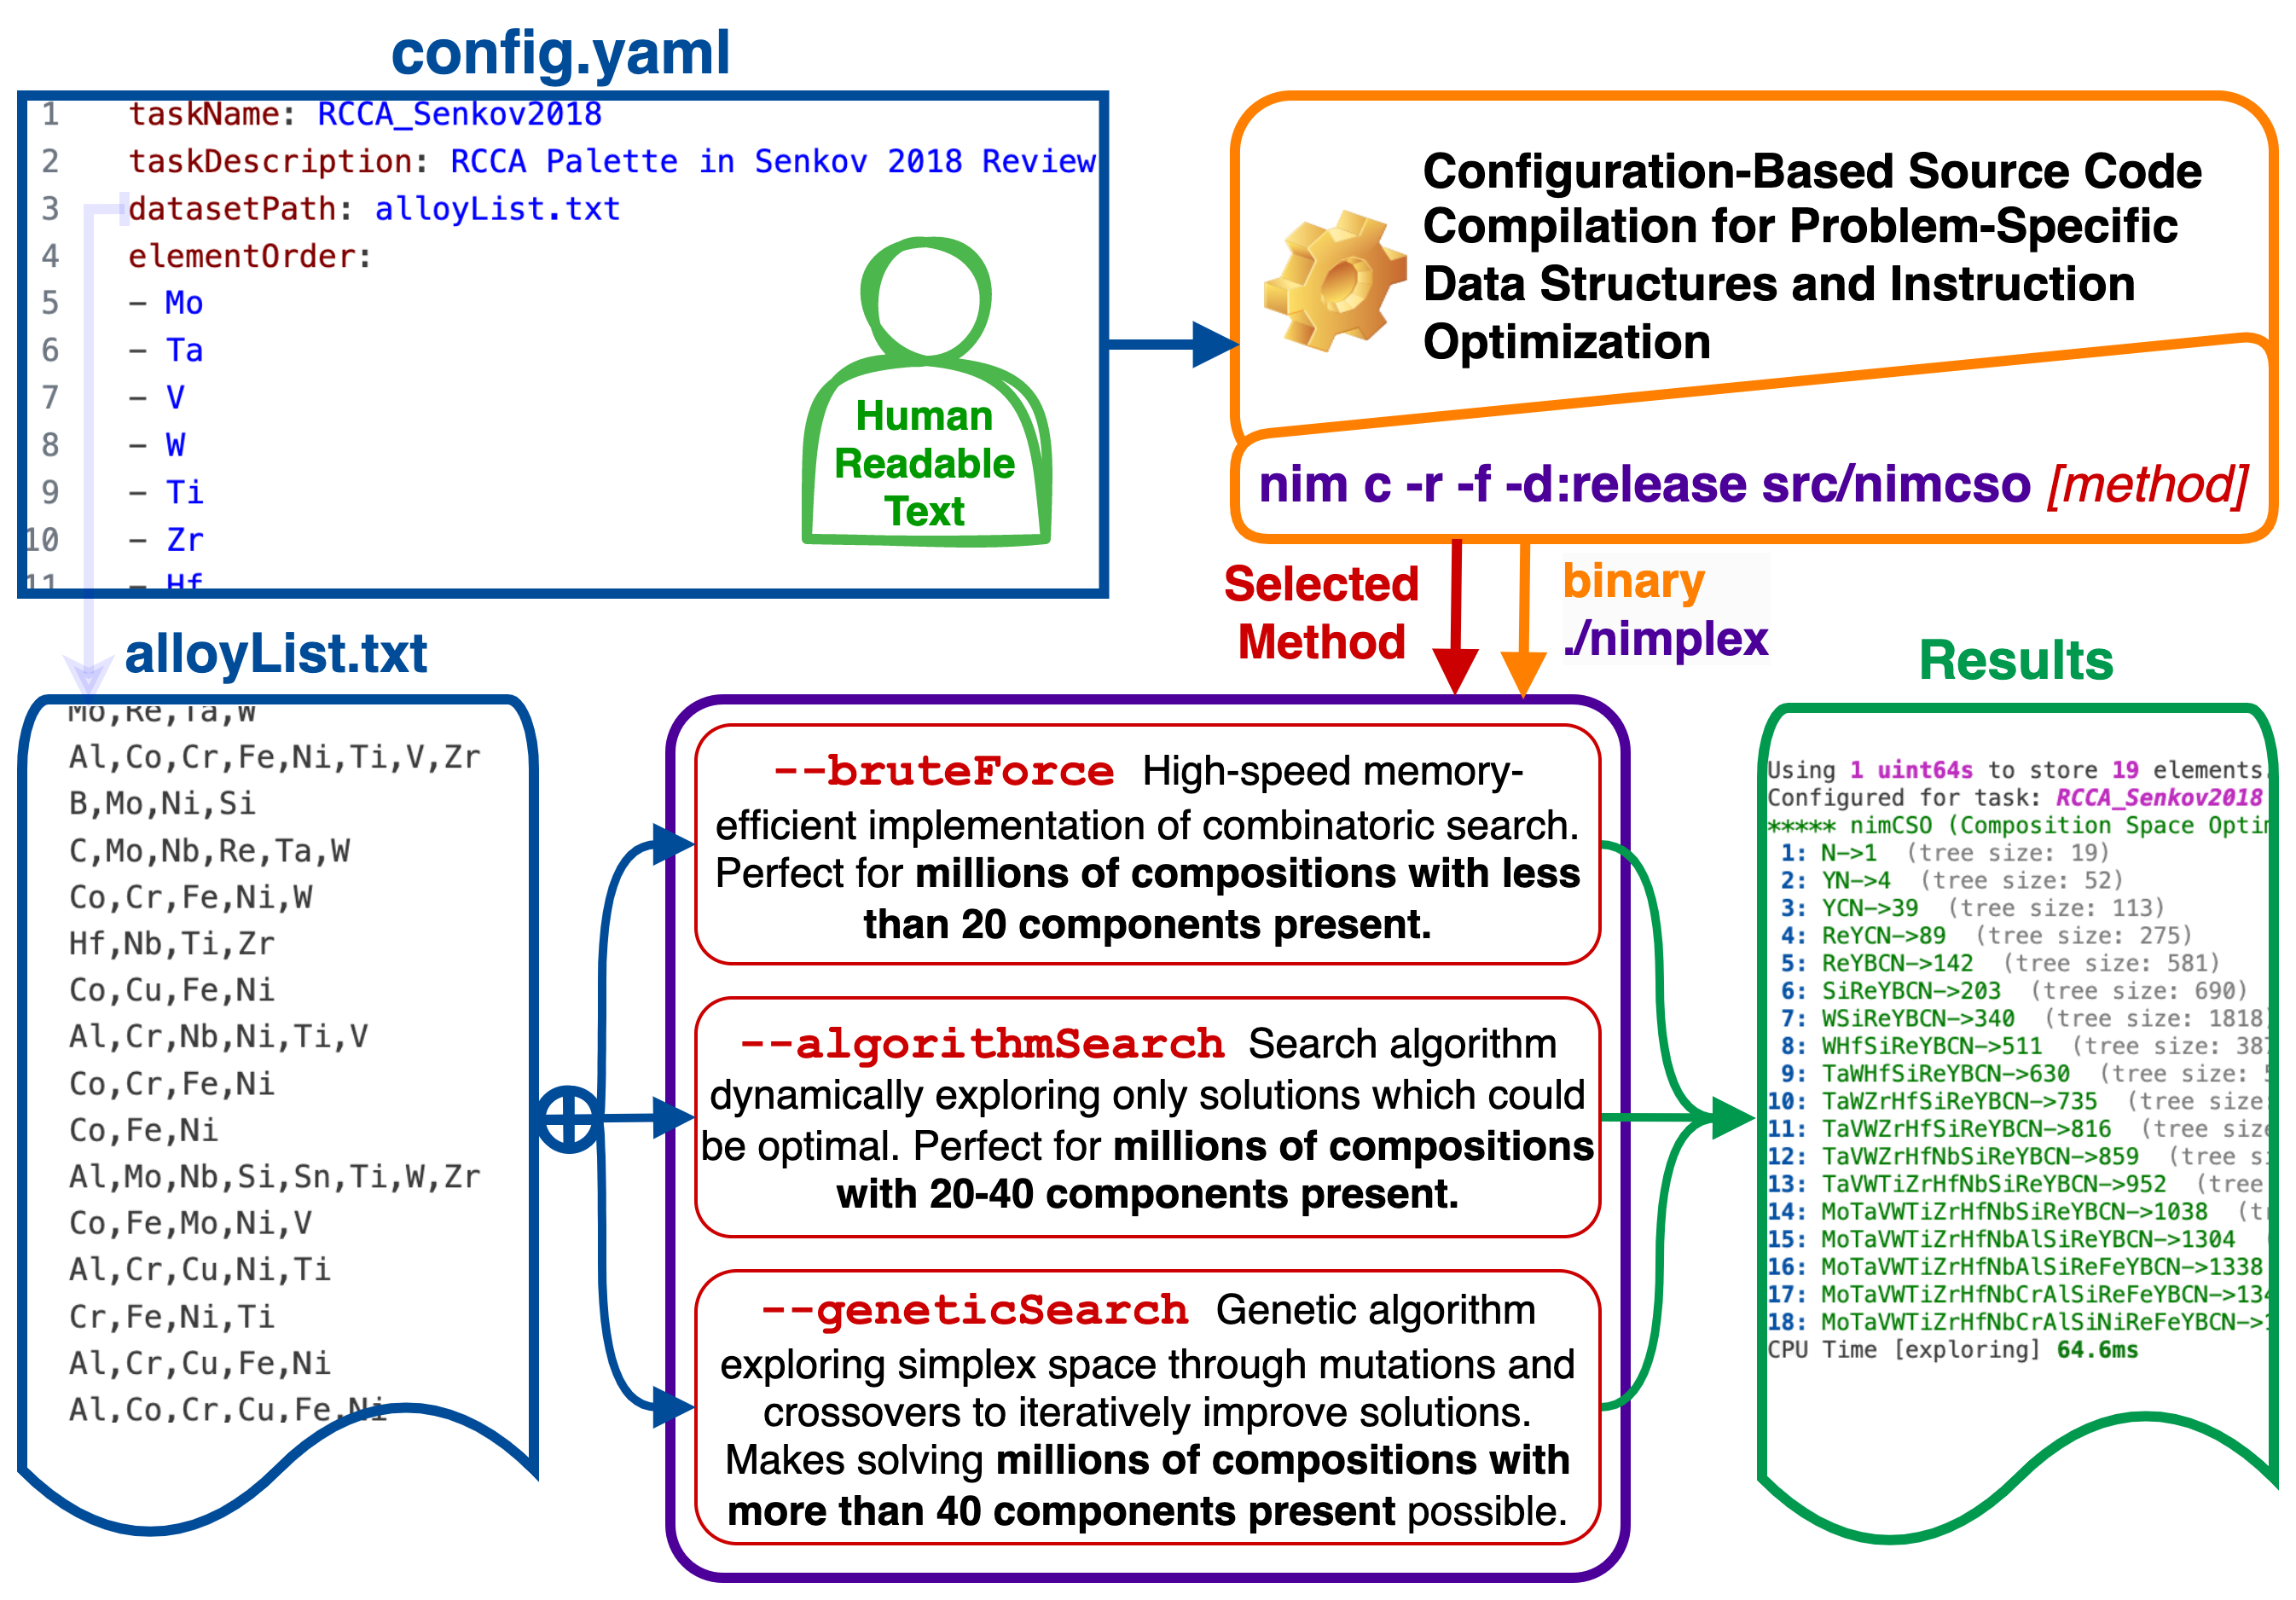 config.yaml
1 taskName: RCCA_Senkov2018
2 taskDescription: RCCA Palette in Senkov 2018 Review
3 datasetPath: alloyList.txt
4 elementOrder:
5 - Mo
6 - Ta
7 - V
8 - W
9 - Ti
10 - Zr
11 - Hf
Human
Readable
Text
Configuration-Based Source Code
Compilation for Problem-Specific
Data Structures and Instruction
Optimization
nim c -r -f -d:release src/nimcso [method]
Selected
Method
binary
./nimplex
alloyList.txt
Mo,Re,Ta,W
Al,Co,Cr,Fe,Ni,Ti,V,Zr
B,Mo,Ni,Si
C,Mo,Nb,Re,Ta,W
Co,Cr,Fe,Ni,W
Hf,Nb,Ti,Zr
Co,Cu,Fe,Ni
Al,Cr,Nb,Ni,Ti,V
Co,Cr,Fe,Ni
Co,Fe,Ni
Al,Mo,Nb,Si,Sn,Ti,W,Zr
Co,Fe,Mo,Ni,V
Al,Cr,Cu,Ni,Ti
Cr,Fe,Ni,Ti
Al,Cr,Cu,Fe,Ni
Al,Co,Cr,Cu,Fe,Ni
--bruteForce High-speed memory-
efficient implementation of combinatoric search.
Perfect for millions of compositions with less
than 20 components present.
--algorithmSearch Search algorithm
dynamically exploring only solutions which could
be optimal. Perfect for millions of compositions
with 20-40 components present.
--geneticSearch Genetic algorithm
exploring simplex space through mutations and
crossovers to iteratively improve solutions.
Makes solving millions of compositions with
more than 40 components present possible.
Results
Using 1 uint64s to store 19 elements.
Configured for task: RCCA_Senkov2018
***** nimCSO (Composition Space Optim
1: N->1 (tree size: 19)
2: YN->4 (tree size: 52)
3: YCN->39 (tree size: 113)
4: ReYCN->89 (tree size: 275)
5: ReYBCN->142 (tree size: 581)
6: SiReYBCN->203 (tree size: 690)
7: WSiReYBCN->340 (tree size: 1818)
8: WHfSiReYBCN->511 (tree size: 387
9: TaWHfSiReYBCN->630 (tree size: 5
10: TaWZrHfSiReYBCN->735 (tree size:
11: TaVWZrHfSiReYBCN->816 (tree size
12: TaVWZrHfNbSiReYBCN->859 (tree si
13: TaVWTiZrHfNbSiReYBCN->952 (tree
14: MoTaVWTiZrHfNbSiReYBCN->1038 (tr
15: MoTaVWTiZrHfNbAlSiReYBCN->1304
16: MoTaVWTiZrHfNbAlSiReFeYBCN->1338
17: MoTaVWTiZrHfNbCrAlSiReFeYBCN->134
18: MoTaVWTiZrHfNbCrAlSiNiReFeYBCN->1
CPU Time [exploring] 64.6ms